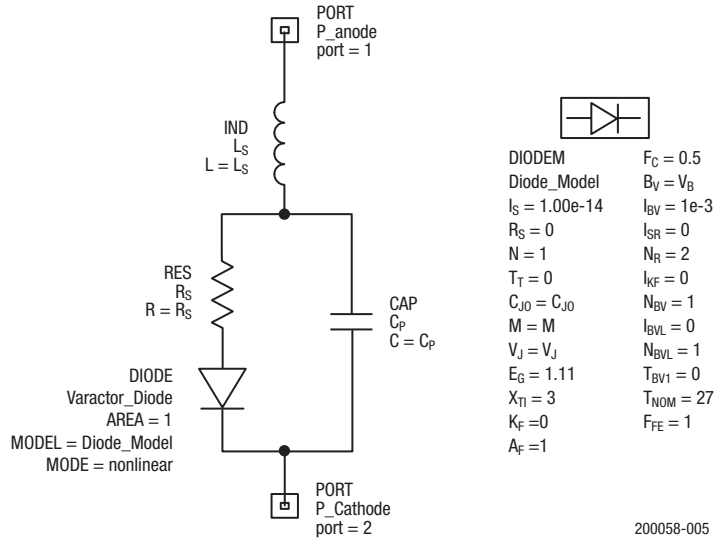 PORT
P_anode
port = 1
IND
LS
L = LS
RES
RS
R = RS
CAP
CP
C = CP
DIODE
Varactor_Diode
AREA = 1
MODEL = Diode_Model
MODE = nonlinear
PORT
P_Cathode
port = 2
DIODEM
Diode_Model
IS = 1.00e-14
RS = 0
N = 1
TT = 0
CJ0 = CJ0
M = M
VJ = VJ
EG = 1.11
XTI = 3
KF =0
AF =1
FC = 0.5
BV = VB
IBV = 1e-3
ISR = 0
NR = 2
IKF = 0
NBV = 1
IBVL = 0
NBVL = 1
TBV1 = 0
TNOM = 27
FFE = 1
200058-005